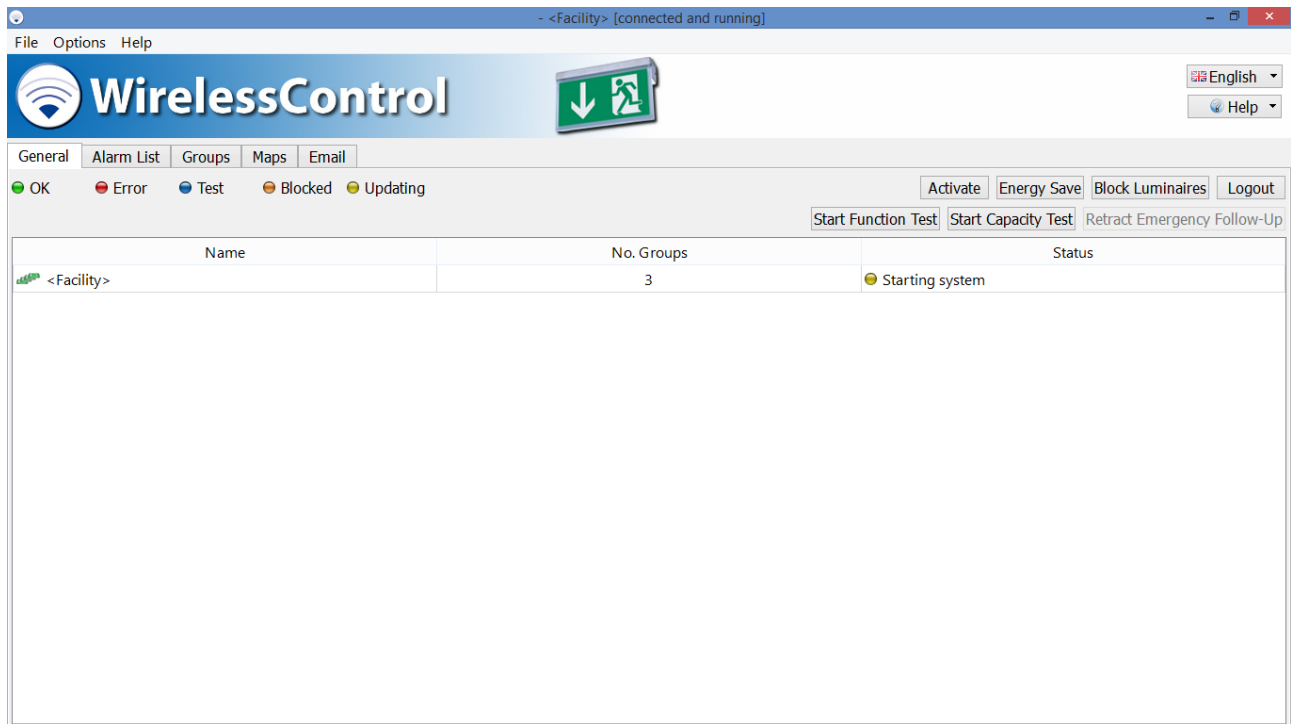 - <Facility> [connected and running]
File Options Help
WirelessControl
English
Help
General Alarm List Groups Maps Email
OK Error Test Blocked Updating
Activate Energy Save Block Luminaires Logout
Start Function Test Start Capacity Test Retract Emergency Follow-Up
Name No. Groups Status
<Facility> 3 Starting system